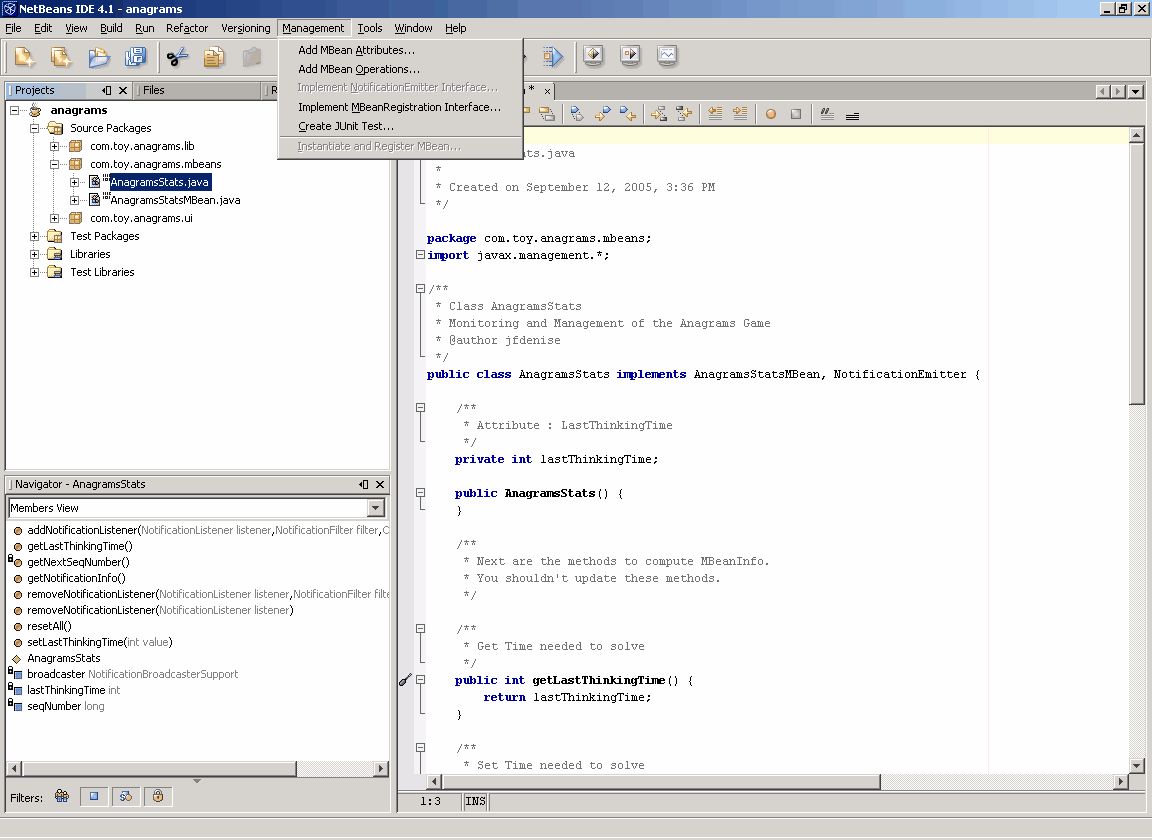 NetBeans IDE 4.1 - anagrams
File Edit View Build Run Refactor Versioning Management Tools Window Help
Add MBean Attributes...
Add MBean Operations...
Implement NotificationEmitter Interface...
Implement MBeanRegistration Interface...
Create JUnit Test...
Instantiate and Register MBean...
Projects Files R
anagrams
Source Packages
com.toy.anagrams.lib
com.toy.anagrams.mbeans
AnagramsStats.java
AnagramsStatsMBean.java
com.toy.anagrams.ui
Test Packages
Libraries
Test Libraries
Navigator - AnagramsStats
Members View
addNotificationListener(NotificationListener listener,NotificationFilter filter,O
getLastThinkingTime()
getNextSeqNumber()
getNotificationInfo()
removeNotificationListener(NotificationListener listener,NotificationFilter filte
removeNotificationListener(NotificationListener listener)
resetAll()
setLastThinkingTime(int value)
AnagramsStats
broadcaster NotificationBroadcasterSupport
lastThinkingTime int
seqNumber long
Filters:
*
ts.java
*
* Created on September 12, 2005, 3:36 PM
*/
package com.toy.anagrams.mbeans;
import javax.management.*;
/**
* Class AnagramsStats
* Monitoring and Management of the Anagrams Game
* @author jfdenise
*/
public class AnagramsStats implements AnagramsStatsMBean, NotificationEmitter {
/**
* Attribute : LastThinkingTime
*/
private int lastThinkingTime;
public AnagramsStats() {
}
/**
* Next are the methods to compute MBeanInfo.
* You shouldn't update these methods.
*/
/**
* Get Time needed to solve
*/
public int getLastThinkingTime() {
return lastThinkingTime;
}
/**
* Set Time needed to solve
1:3 INS